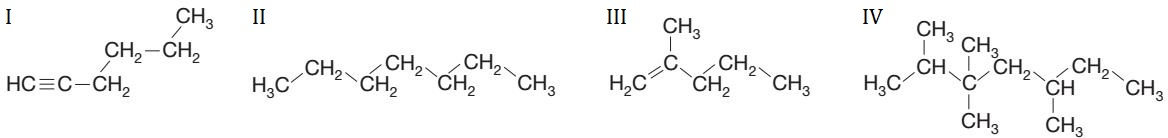 I
CH₃
CH₂−CH₂
HC≡C−CH₂
II
CH₂ CH₂ CH₂
H₃C CH₂ CH₂ CH₃
III
CH₃
C CH₂
H₂C CH₂ CH₃
IV
CH₃
CH₃
CH CH₂ CH₂
H₃C C CH CH₃
CH₃ CH₃